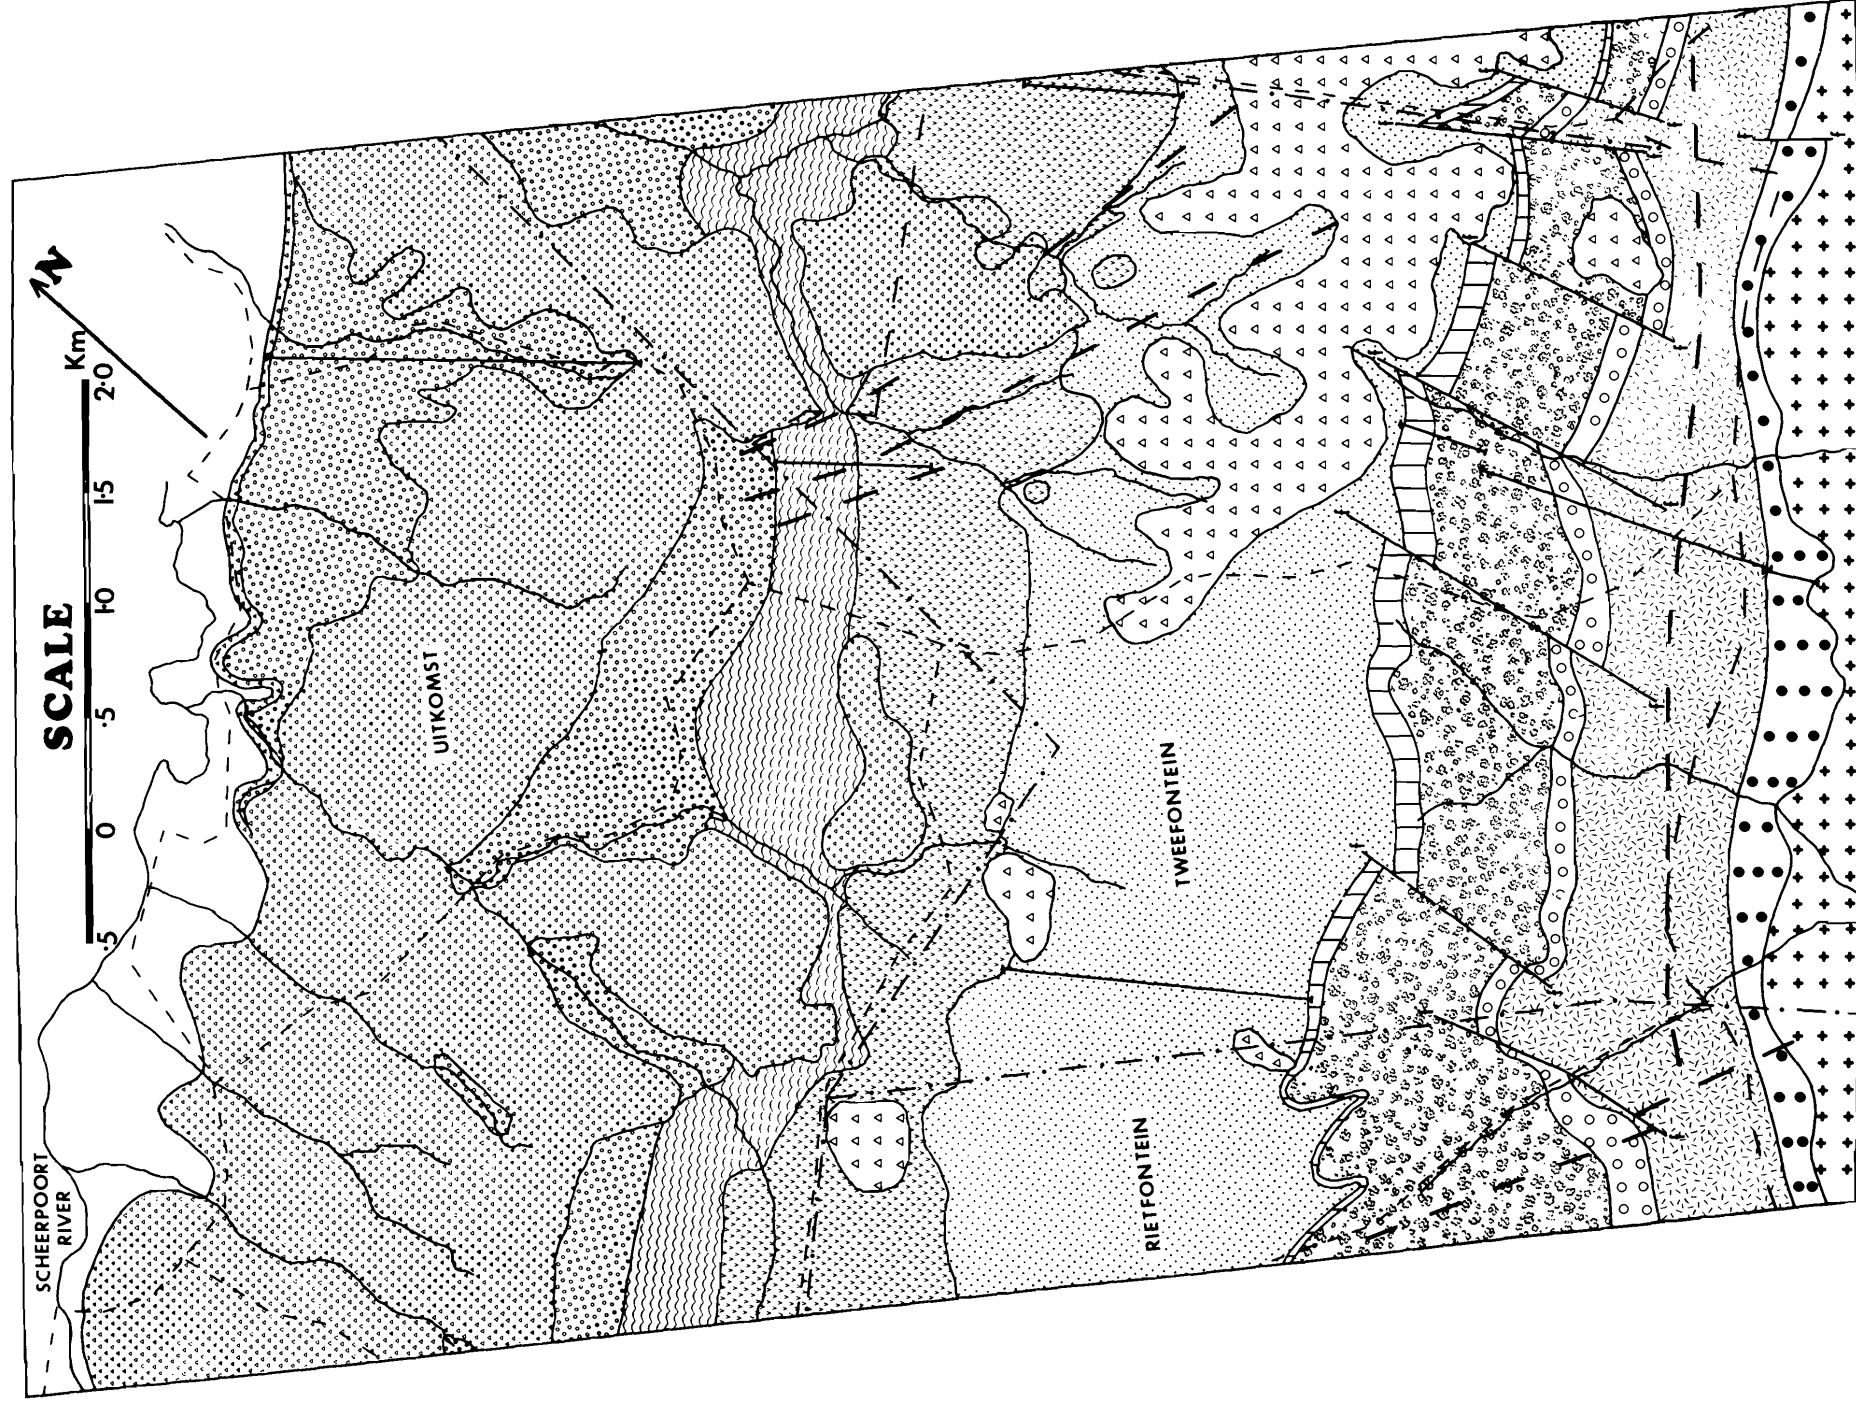 SCHEERPOORT
RIVER
SCALE
.5 0 .5 1.0 1.5 2.0
Km
N
UITKOMST
RIETFONTEIN
TWEEFONTEIN